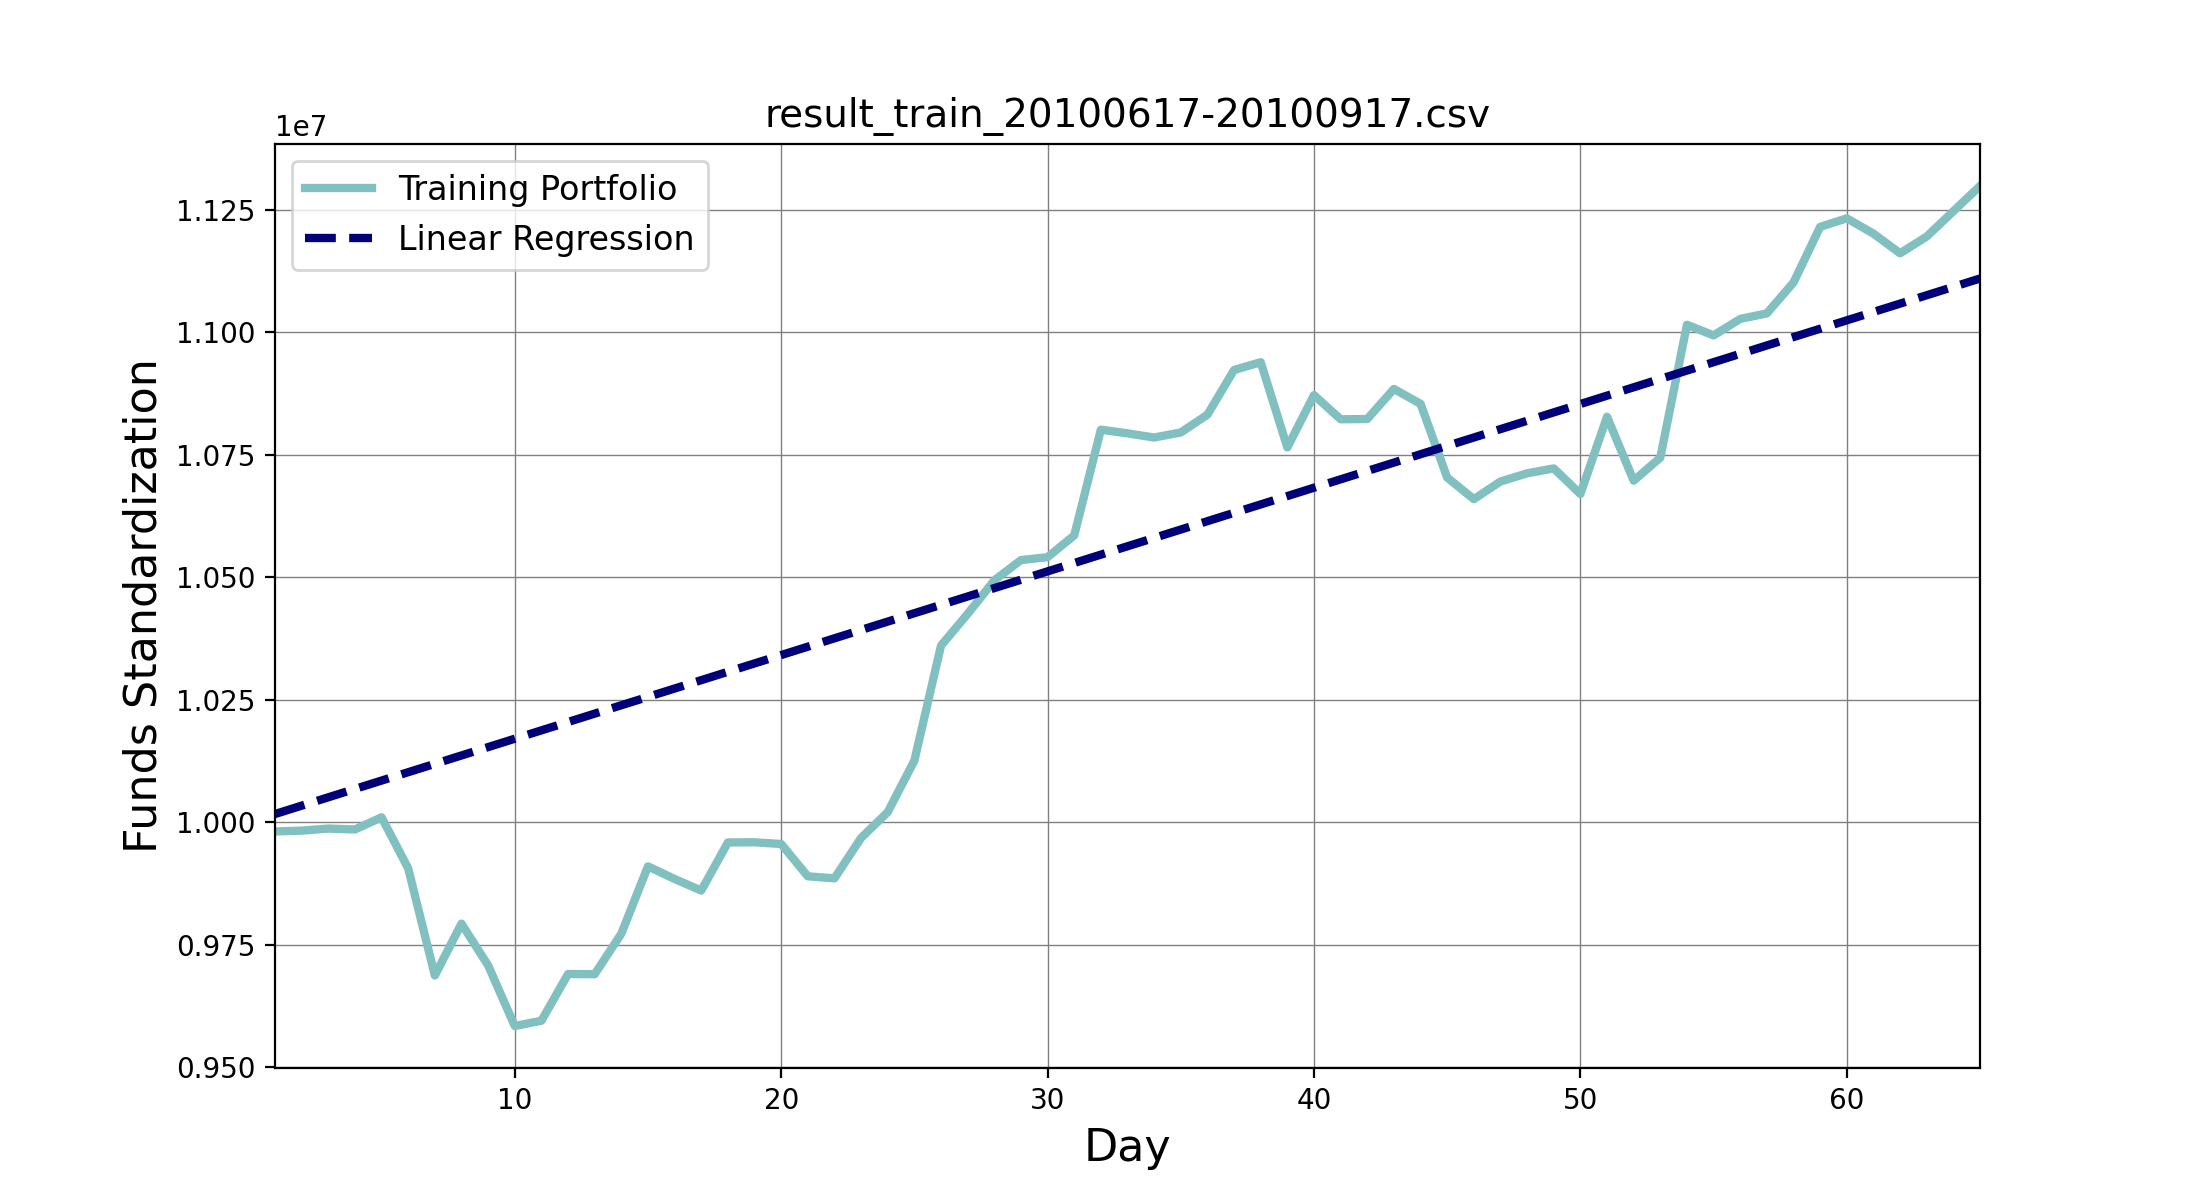 result_train_20100617-20100917.csv
1e7
Training Portfolio
Linear Regression
Funds Standardization
1.125
1.100
1.075
1.050
1.025
1.000
0.975
0.950
10 20 30 40 50 60
Day